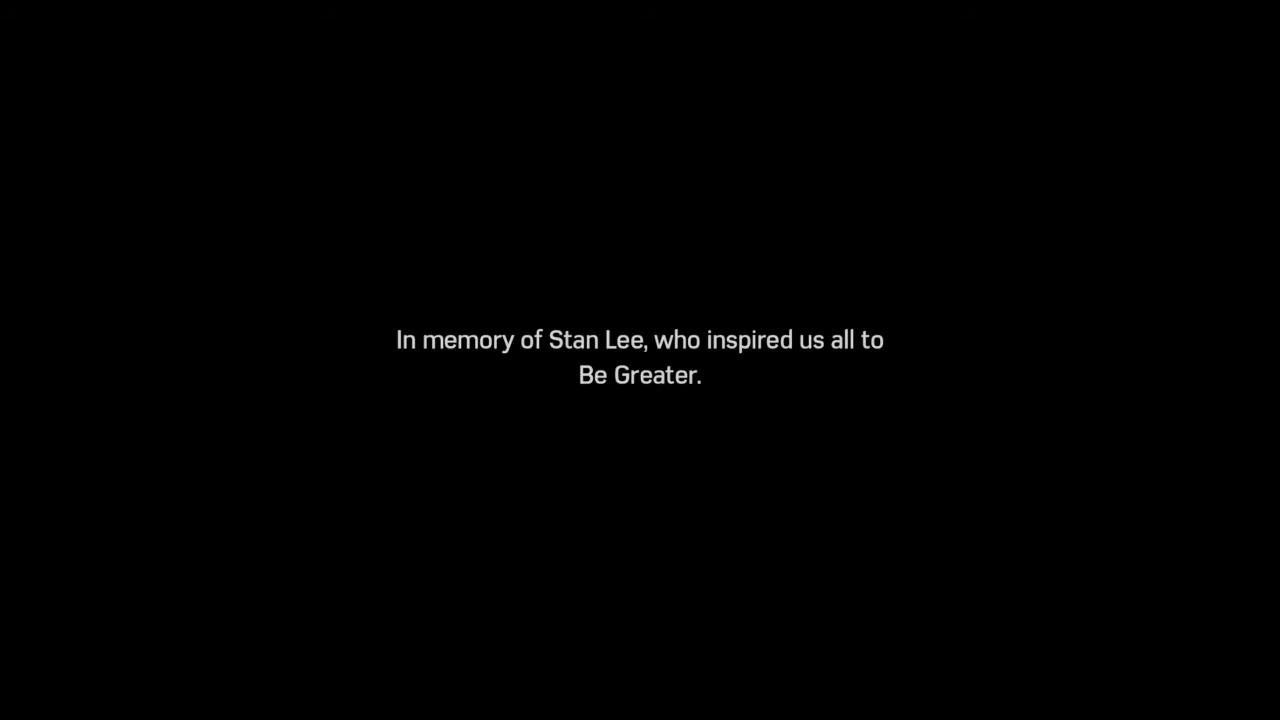 In memory of Stan Lee, who inspired us all to
Be Greater.